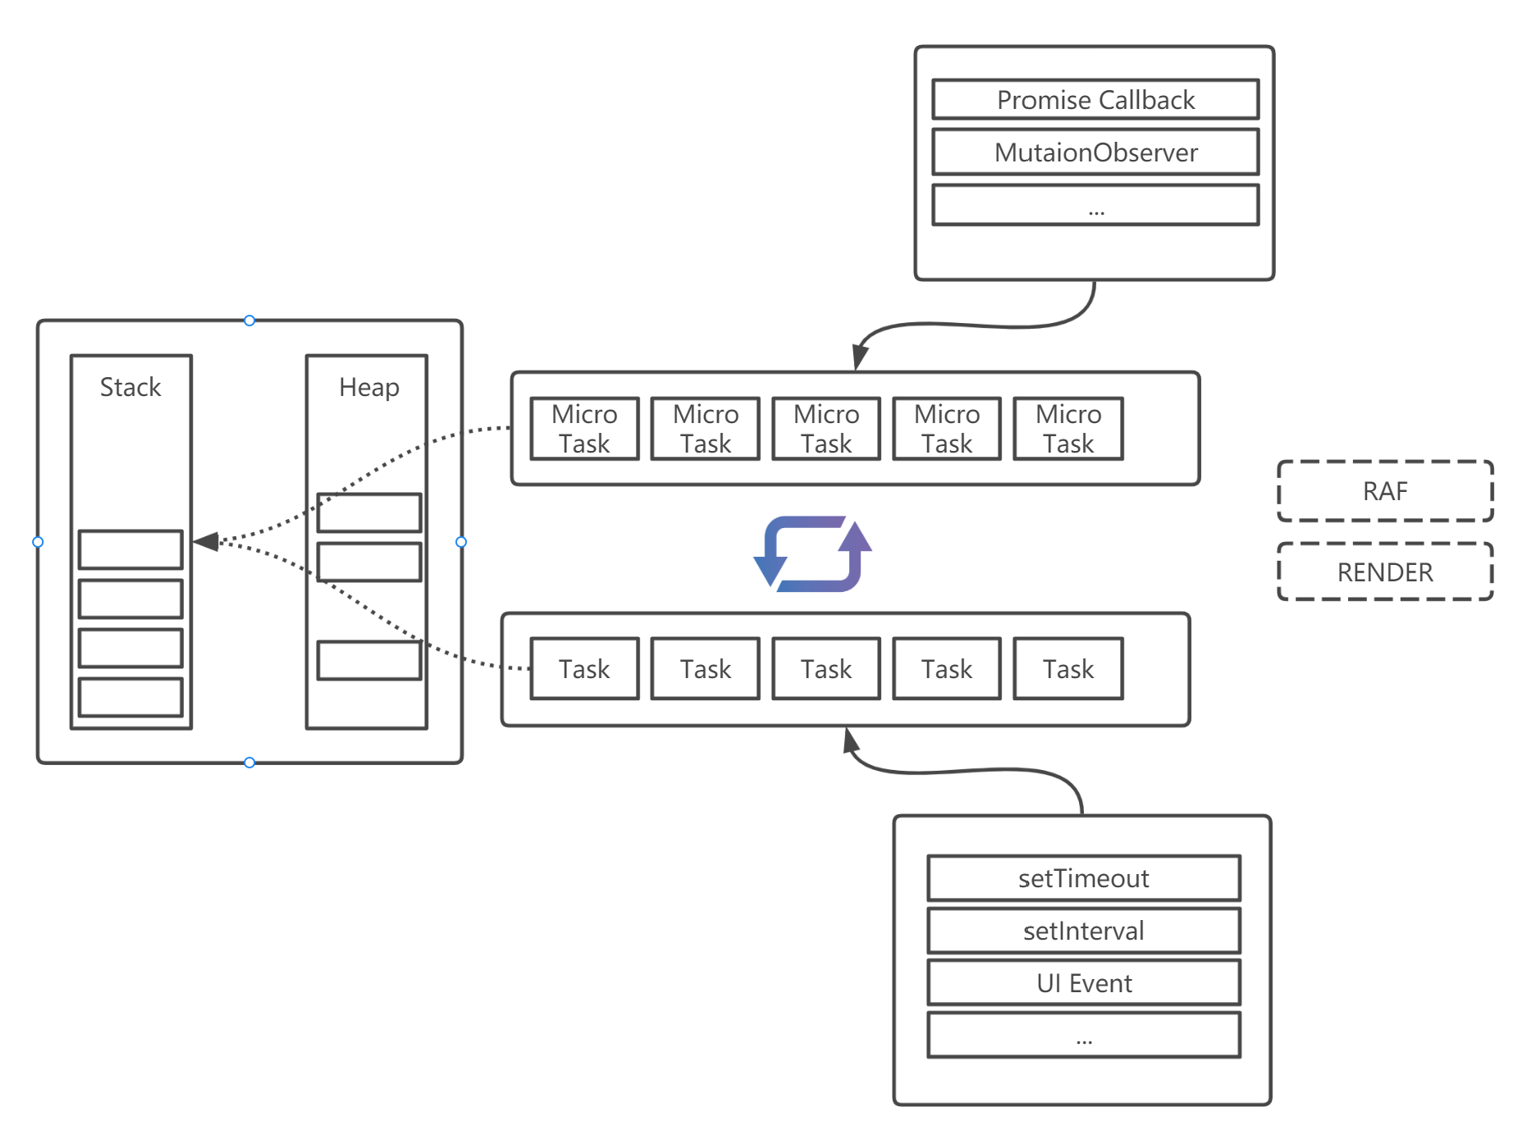 Promise Callback
MutaionObserver
...
Stack
Heap
Micro
Task
Micro
Task
Micro
Task
Micro
Task
Micro
Task
RAF
RENDER
Task
Task
Task
Task
Task
setTimeout
setInterval
UI Event
...